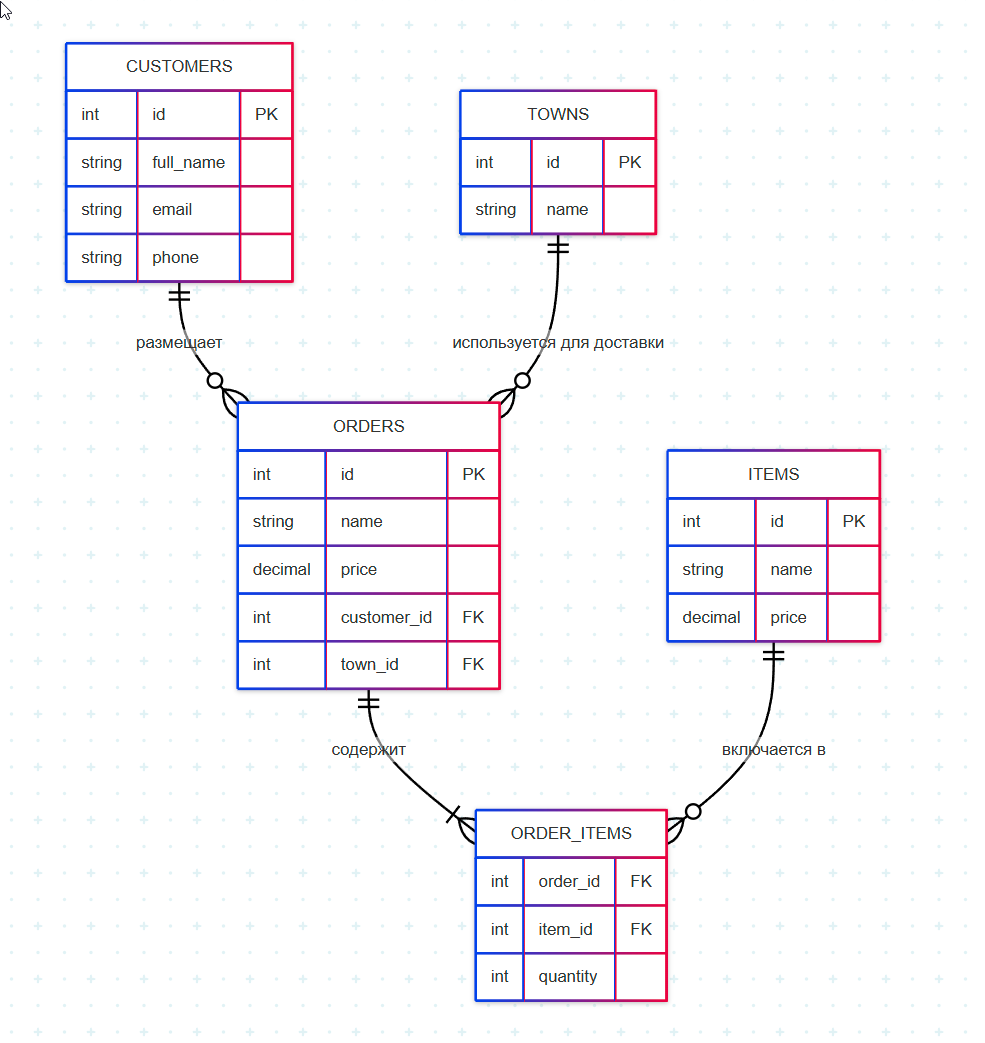 CUSTOMERS
int id PK
string full_name
string email
string phone
TOWNS
int id PK
string name
размещает
используется для доставки
ORDERS
int id PK
string name
decimal price
int customer_id FK
int town_id FK
ITEMS
int id PK
string name
decimal price
содержит
включается в
ORDER_ITEMS
int order_id FK
int item_id FK
int quantity